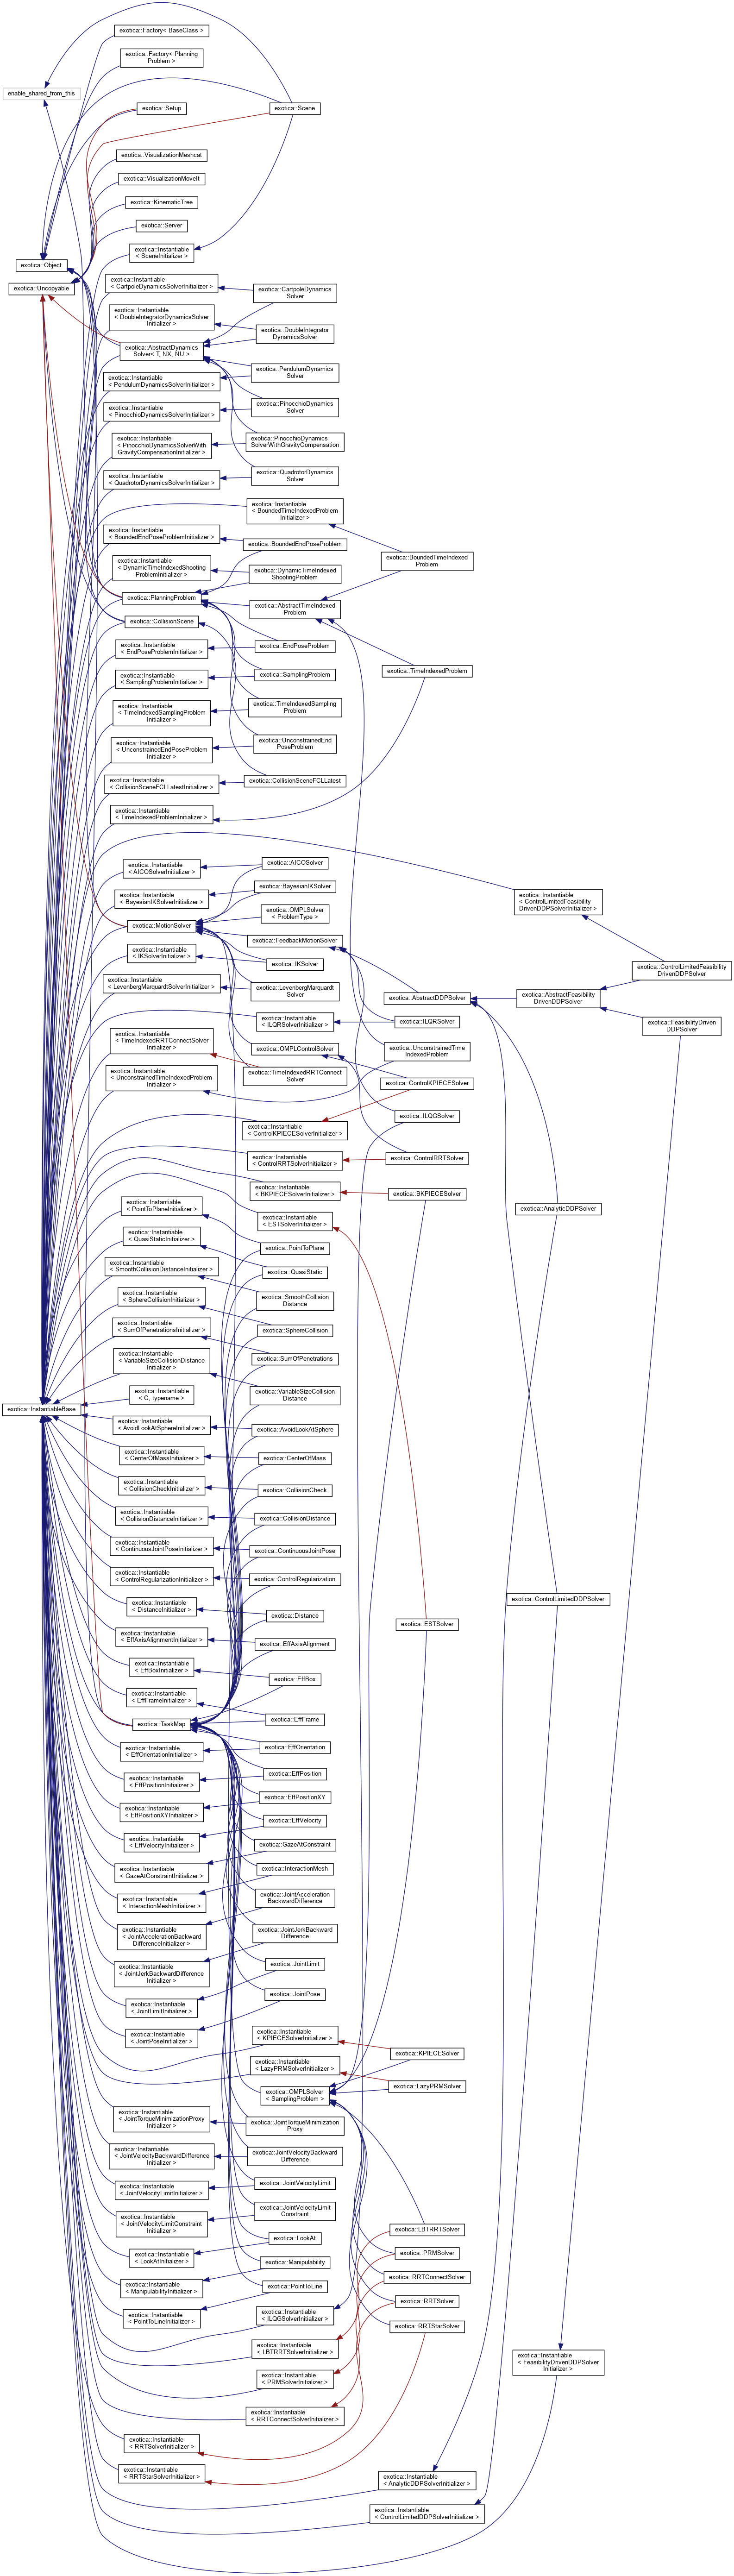 exotica::Factory< BaseClass >
exotica::Factory< Planning
Problem >
enable_shared_from_this
exotica::Setup
exotica::Scene
exotica::VisualizationMeshcat
exotica::VisualizationMoveIt
exotica::KinematicTree
exotica::Server
exotica::Instantiable
< SceneInitializer >
exotica::Object
exotica::Uncopyable
exotica::Instantiable
< CartpoleDynamicsSolverInitializer >
exotica::CartpoleDynamics
Solver
exotica::Instantiable
< DoubleIntegratorDynamicsSolver
Initializer >
exotica::DoubleIntegrator
DynamicsSolver
exotica::AbstractDynamics
Solver< T, NX, NU >
exotica::PendulumDynamics
Solver
exotica::Instantiable
< PendulumDynamicsSolverInitializer >
exotica::PinocchioDynamics
Solver
exotica::Instantiable
< PinocchioDynamicsSolverInitializer >
exotica::Instantiable
< PinocchioDynamicsSolverWith
GravityCompensationInitializer >
exotica::PinocchioDynamics
SolverWithGravityCompensation
exotica::Instantiable
< QuadrotorDynamicsSolverInitializer >
exotica::QuadrotorDynamics
Solver
exotica::Instantiable
< BoundedTimeIndexedProblem
Initializer >
exotica::Instantiable
< BoundedEndPoseProblemInitializer >
exotica::BoundedEndPoseProblem
exotica::BoundedTimeIndexed
Problem
exotica::Instantiable
< DynamicTimeIndexedShooting
ProblemInitializer >
exotica::DynamicTimeIndexed
ShootingProblem
exotica::PlanningProblem
exotica::AbstractTimeIndexed
Problem
exotica::CollisionScene
exotica::Instantiable
< EndPoseProblemInitializer >
exotica::EndPoseProblem
exotica::Instantiable
< SamplingProblemInitializer >
exotica::SamplingProblem
exotica::TimeIndexedProblem
exotica::Instantiable
< TimeIndexedSamplingProblem
Initializer >
exotica::TimeIndexedSampling
Problem
exotica::Instantiable
< UnconstrainedEndPoseProblem
Initializer >
exotica::UnconstrainedEnd
PoseProblem
exotica::Instantiable
< CollisionSceneFCLLatestInitializer >
exotica::CollisionSceneFCLLatest
exotica::Instantiable
< TimeIndexedProblemInitializer >
exotica::Instantiable
< AICOSolverInitializer >
exotica::AICOSolver
exotica::Instantiable
< BayesianIKSolverInitializer >
exotica::BayesianIKSolver
exotica::Instantiable
< ControlLimitedFeasibility
DrivenDDPSolverInitializer >
exotica::OMPLSolver
< ProblemType >
exotica::MotionSolver
exotica::FeedbackMotionSolver
exotica::Instantiable
< IKSolverInitializer >
exotica::IKSolver
exotica::ControlLimitedFeasibility
DrivenDDPSolver
exotica::Instantiable
< LevenbergMarquardtSolverInitializer >
exotica::LevenbergMarquardt
Solver
exotica::AbstractDDPSolver
exotica::AbstractFeasibility
DrivenDDPSolver
exotica::Instantiable
< ILQRSolverInitializer >
exotica::ILQRSolver
exotica::FeasibilityDriven
DDPSolver
exotica::Instantiable
< TimeIndexedRRTConnectSolver
Initializer >
exotica::OMPLControlSolver
exotica::UnconstrainedTime
IndexedProblem
exotica::Instantiable
< UnconstrainedTimeIndexedProblem
Initializer >
exotica::TimeIndexedRRTConnect
Solver
exotica::ControlKPIECESolver
exotica::Instantiable
< ControlKPIECESolverInitializer >
exotica::ILQGSolver
exotica::Instantiable
< ControlRRTSolverInitializer >
exotica::ControlRRTSolver
exotica::Instantiable
< BKPIECESolverInitializer >
exotica::BKPIECESolver
exotica::Instantiable
< PointToPlaneInitializer >
exotica::Instantiable
< ESTSolverInitializer >
exotica::AnalyticDDPSolver
exotica::Instantiable
< QuasiStaticInitializer >
exotica::PointToPlane
exotica::Instantiable
< SmoothCollisionDistanceInitializer >
exotica::QuasiStatic
exotica::Instantiable
< SphereCollisionInitializer >
exotica::SmoothCollision
Distance
exotica::Instantiable
< SumOfPenetrationsInitializer >
exotica::SphereCollision
exotica::Instantiable
< VariableSizeCollisionDistance
Initializer >
exotica::SumOfPenetrations
exotica::Instantiable
< C, typename >
exotica::VariableSizeCollision
Distance
exotica::InstantiableBase
exotica::Instantiable
< AvoidLookAtSphereInitializer >
exotica::AvoidLookAtSphere
exotica::Instantiable
< CenterOfMassInitializer >
exotica::CenterOfMass
exotica::Instantiable
< CollisionCheckInitializer >
exotica::CollisionCheck
exotica::Instantiable
< CollisionDistanceInitializer >
exotica::CollisionDistance
exotica::Instantiable
< ContinuousJointPoseInitializer >
exotica::ContinuousJointPose
exotica::Instantiable
< ControlRegularizationInitializer >
exotica::ControlRegularization
exotica::ControlLimitedDDPSolver
exotica::Instantiable
< DistanceInitializer >
exotica::Distance
exotica::ESTSolver
exotica::Instantiable
< EffAxisAlignmentInitializer >
exotica::EffAxisAlignment
exotica::Instantiable
< EffBoxInitializer >
exotica::EffBox
exotica::Instantiable
< EffFrameInitializer >
exotica::EffFrame
exotica::TaskMap
exotica::Instantiable
< EffOrientationInitializer >
exotica::EffOrientation
exotica::Instantiable
< EffPositionInitializer >
exotica::EffPosition
exotica::Instantiable
< EffPositionXYInitializer >
exotica::EffPositionXY
exotica::Instantiable
< EffVelocityInitializer >
exotica::EffVelocity
exotica::Instantiable
< GazeAtConstraintInitializer >
exotica::GazeAtConstraint
exotica::Instantiable
< InteractionMeshInitializer >
exotica::InteractionMesh
exotica::Instantiable
< JointAccelerationBackward
DifferenceInitializer >
exotica::JointAcceleration
BackwardDifference
exotica::Instantiable
< JointJerkBackwardDifference
Initializer >
exotica::JointJerkBackward
Difference
exotica::Instantiable
< JointLimitInitializer >
exotica::JointLimit
exotica::Instantiable
< JointPoseInitializer >
exotica::JointPose
exotica::Instantiable
< KPIECESolverInitializer >
exotica::KPIECESolver
exotica::Instantiable
< LazyPRMSolverInitializer >
exotica::LazyPRMSolver
exotica::OMPLSolver
< SamplingProblem >
exotica::Instantiable
< JointTorqueMinimizationProxy
Initializer >
exotica::JointTorqueMinimization
Proxy
exotica::Instantiable
< JointVelocityBackwardDifference
Initializer >
exotica::JointVelocityBackward
Difference
exotica::Instantiable
< JointVelocityLimitInitializer >
exotica::JointVelocityLimit
exotica::Instantiable
< JointVelocityLimitConstraint
Initializer >
exotica::JointVelocityLimit
Constraint
exotica::LBTRRTSolver
exotica::Instantiable
< LookAtInitializer >
exotica::LookAt
exotica::PRMSolver
exotica::Instantiable
< ManipulabilityInitializer >
exotica::Manipulability
exotica::RRTConnectSolver
exotica::Instantiable
< PointToLineInitializer >
exotica::PointToLine
exotica::RRTSolver
exotica::Instantiable
< ILQGSolverInitializer >
exotica::RRTStarSolver
exotica::Instantiable
< LBTRRTSolverInitializer >
exotica::Instantiable
< FeasibilityDrivenDDPSolver
Initializer >
exotica::Instantiable
< PRMSolverInitializer >
exotica::Instantiable
< RRTConnectSolverInitializer >
exotica::Instantiable
< RRTSolverInitializer >
exotica::Instantiable
< RRTStarSolverInitializer >
exotica::Instantiable
< AnalyticDDPSolverInitializer >
exotica::Instantiable
< ControlLimitedDDPSolverInitializer >